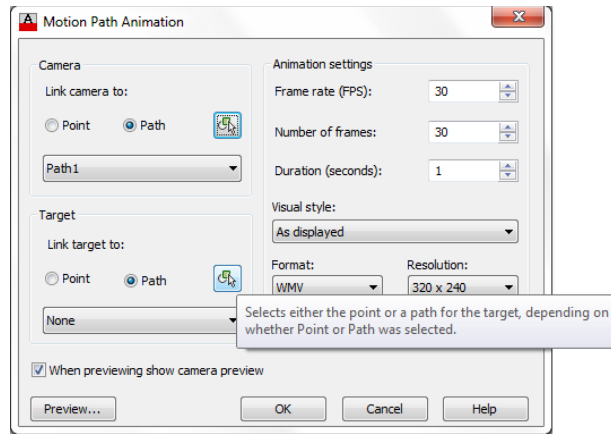 Motion Path Animation
Camera
Link camera to:
Point
Path
Path1
Target
Link target to:
Point
Path
None
When previewing show camera preview
Animation settings
Frame rate (FPS):
30
Number of frames:
30
Duration (seconds):
1
Visual style:
As displayed
Format:
Resolution:
WMV
320 x 240
Selects either the point or a path for the target, depending on
whether Point or Path was selected.
Preview...
OK
Cancel
Help